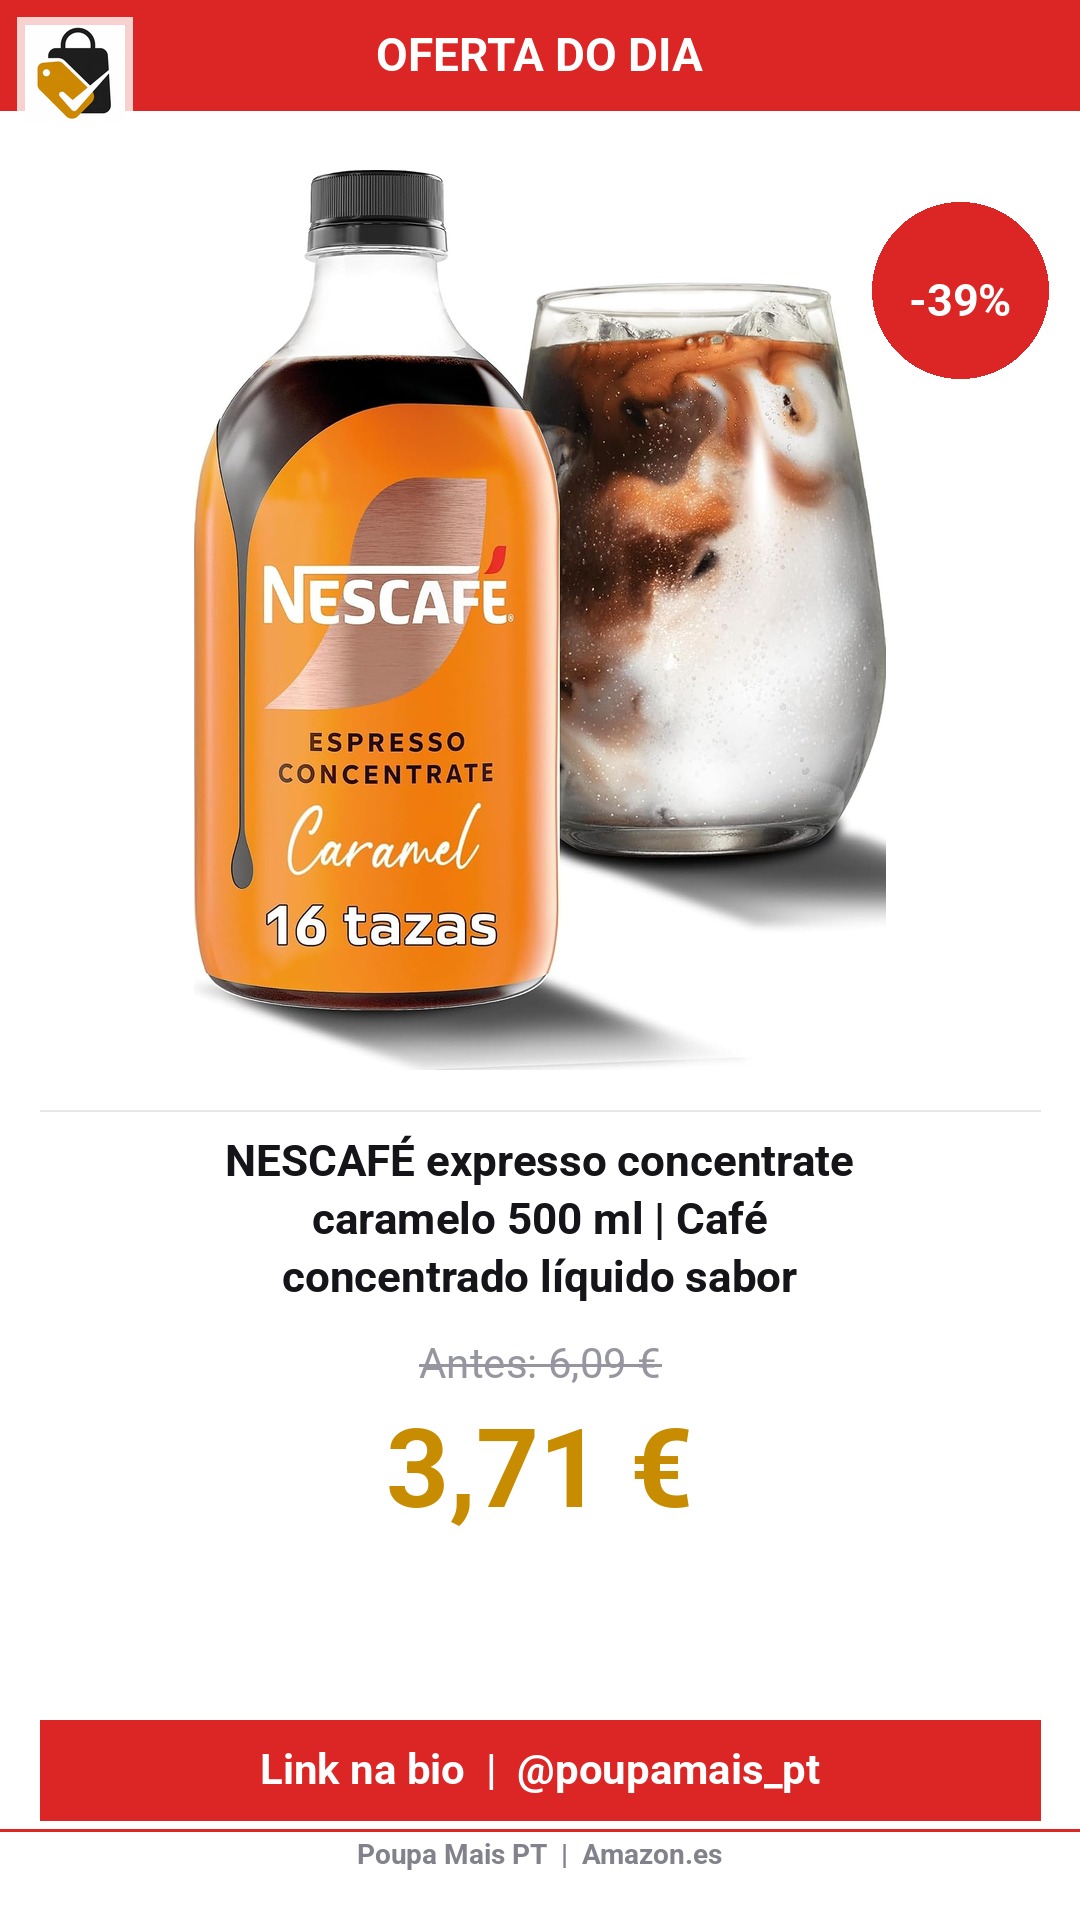 OFERTA DO DIA
-39%
NESCAFÉ®
ESPRESSO
CONCENTRATE
Caramel
16 tazas
NESCAFÉ expresso concentrate
caramelo 500 ml | Café
concentrado líquido sabor
Antes: 6,09 €
3,71 €
Link na bio | @poupamais_pt
Poupa Mais PT | Amazon.es